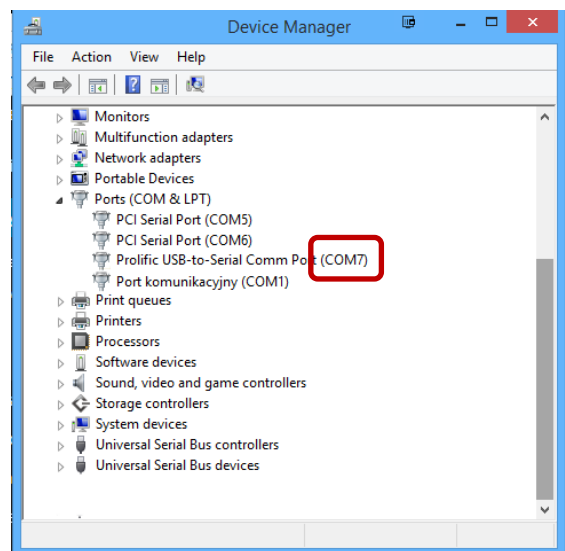 Device Manager
File Action View Help
Monitors
Multifunction adapters
Network adapters
Portable Devices
Ports (COM & LPT)
PCI Serial Port (COM5)
PCI Serial Port (COM6)
Prolific USB-to-Serial Comm Port (COM7)
Port komunikacyjny (COM1)
Print queues
Printers
Processors
Software devices
Sound, video and game controllers
Storage controllers
System devices
Universal Serial Bus controllers
Universal Serial Bus devices